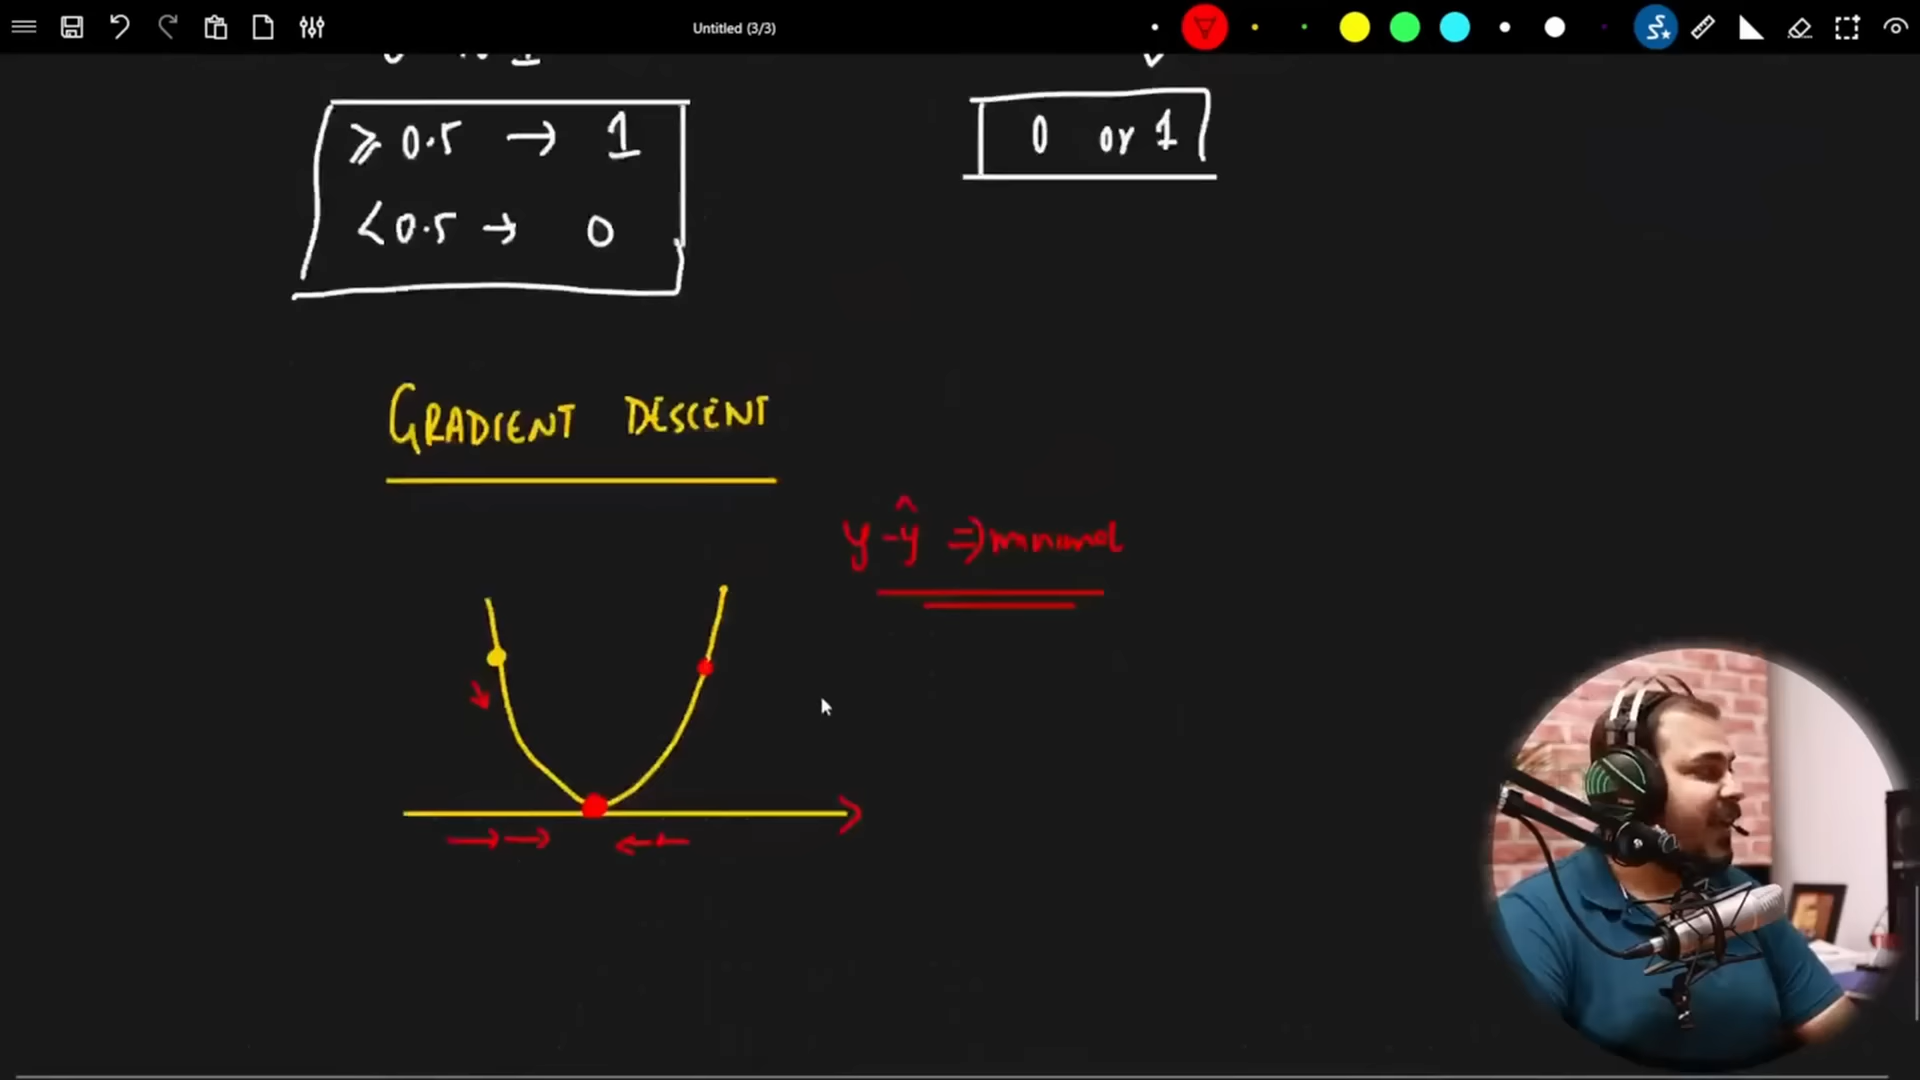 Untitled (3/3)
≥ 0.5 → 1
< 0.5 → 0
0 or 1
GRADIENT DESCENT
y - ŷ ⇒ minimal